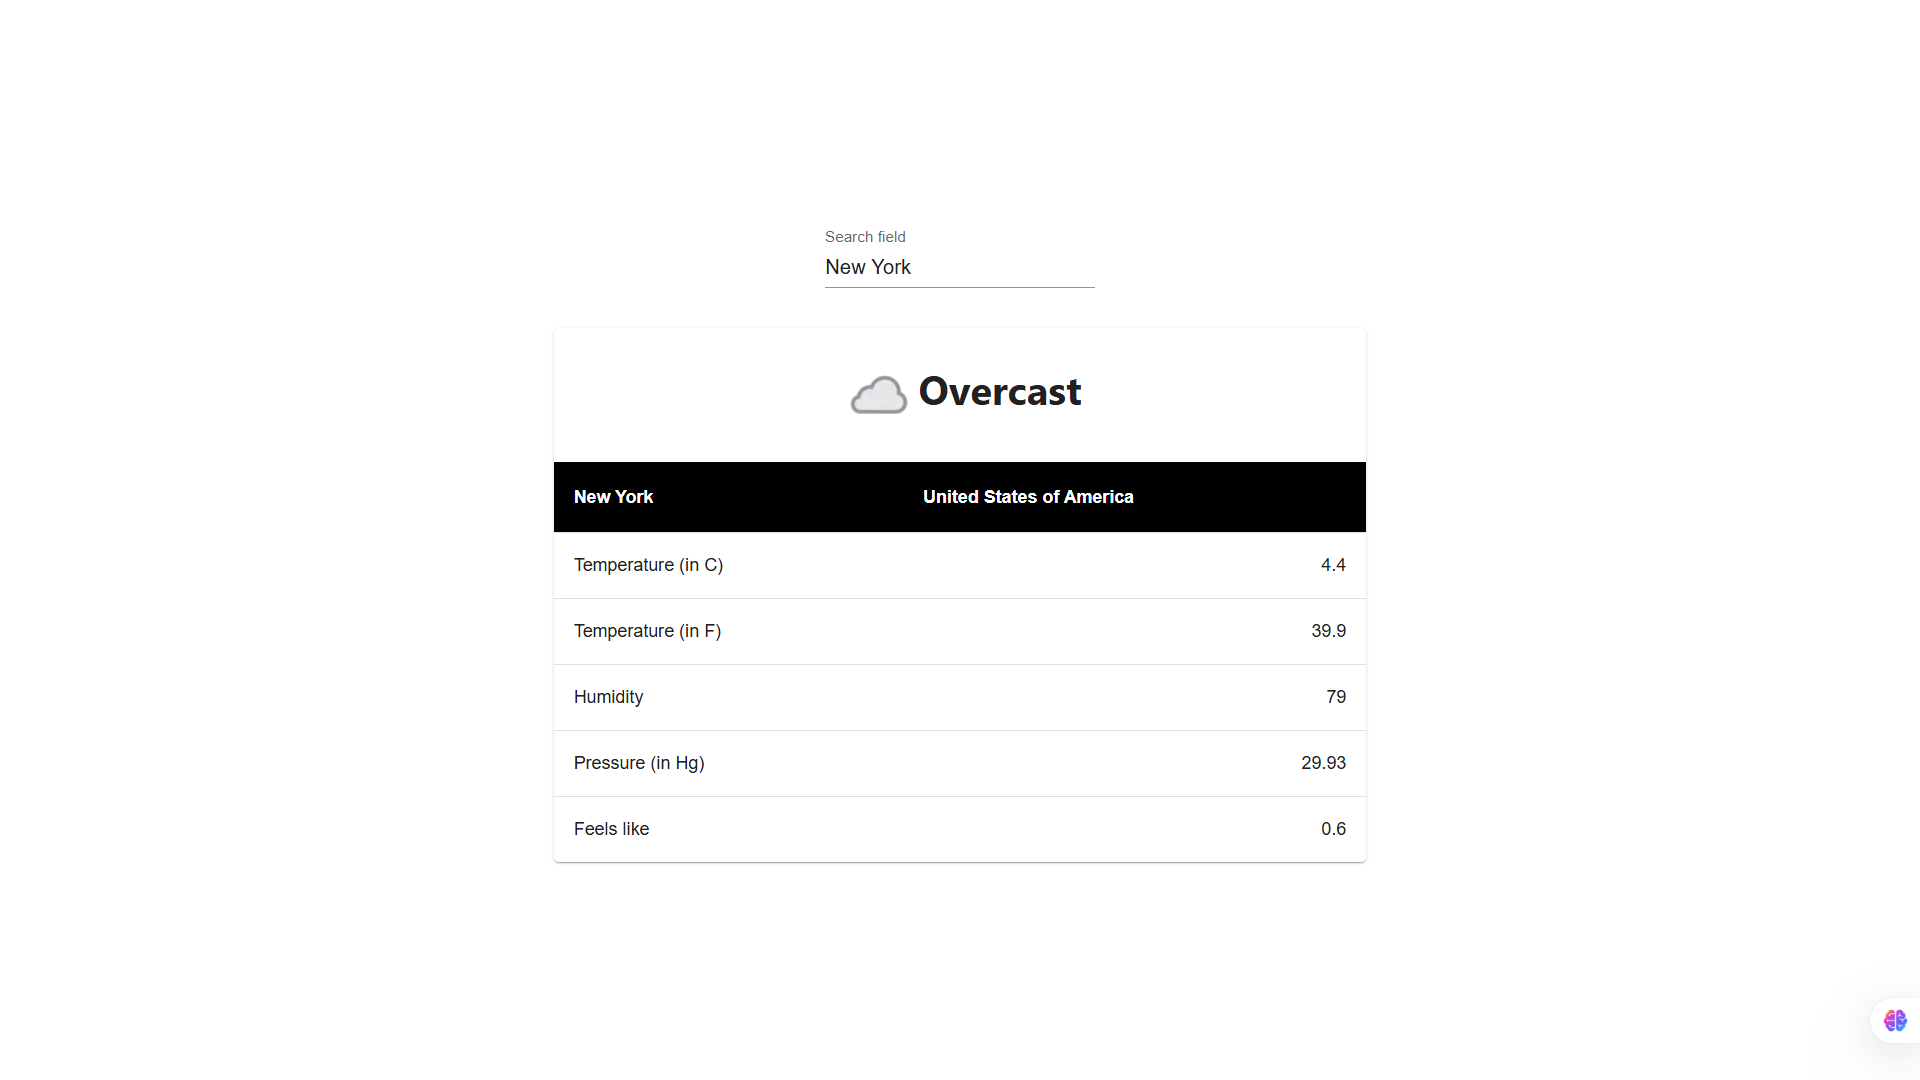 Search field
New York
Overcast
New York United States of America
Temperature (in C) 4.4
Temperature (in F) 39.9
Humidity 79
Pressure (in Hg) 29.93
Feels like 0.6